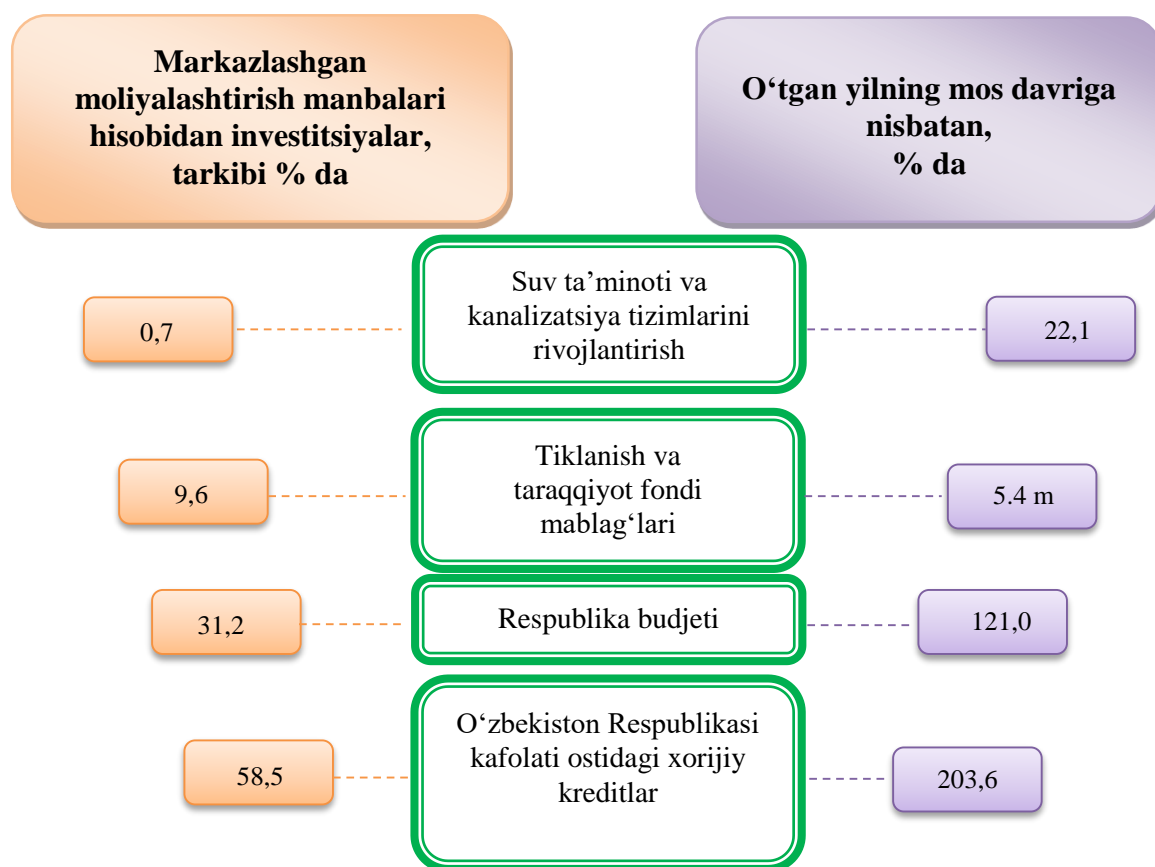 Markazlashgan
moliyalashtirish manbalari
hisobidan investitsiyalar,
tarkibi % da
O‘tgan yilning mos davriga
nisbatan,
% da
0,7
Suv ta’minoti va
kanalizatsiya tizimlarini
rivojlantirish
22,1
9,6
Tiklanish va
taraqqiyot fondi
mablag‘lari
5.4 m
31,2
Respublika budjeti
121,0
58,5
O‘zbekiston Respublikasi
kafolati ostidagi xorijiy
kreditlar
203,6